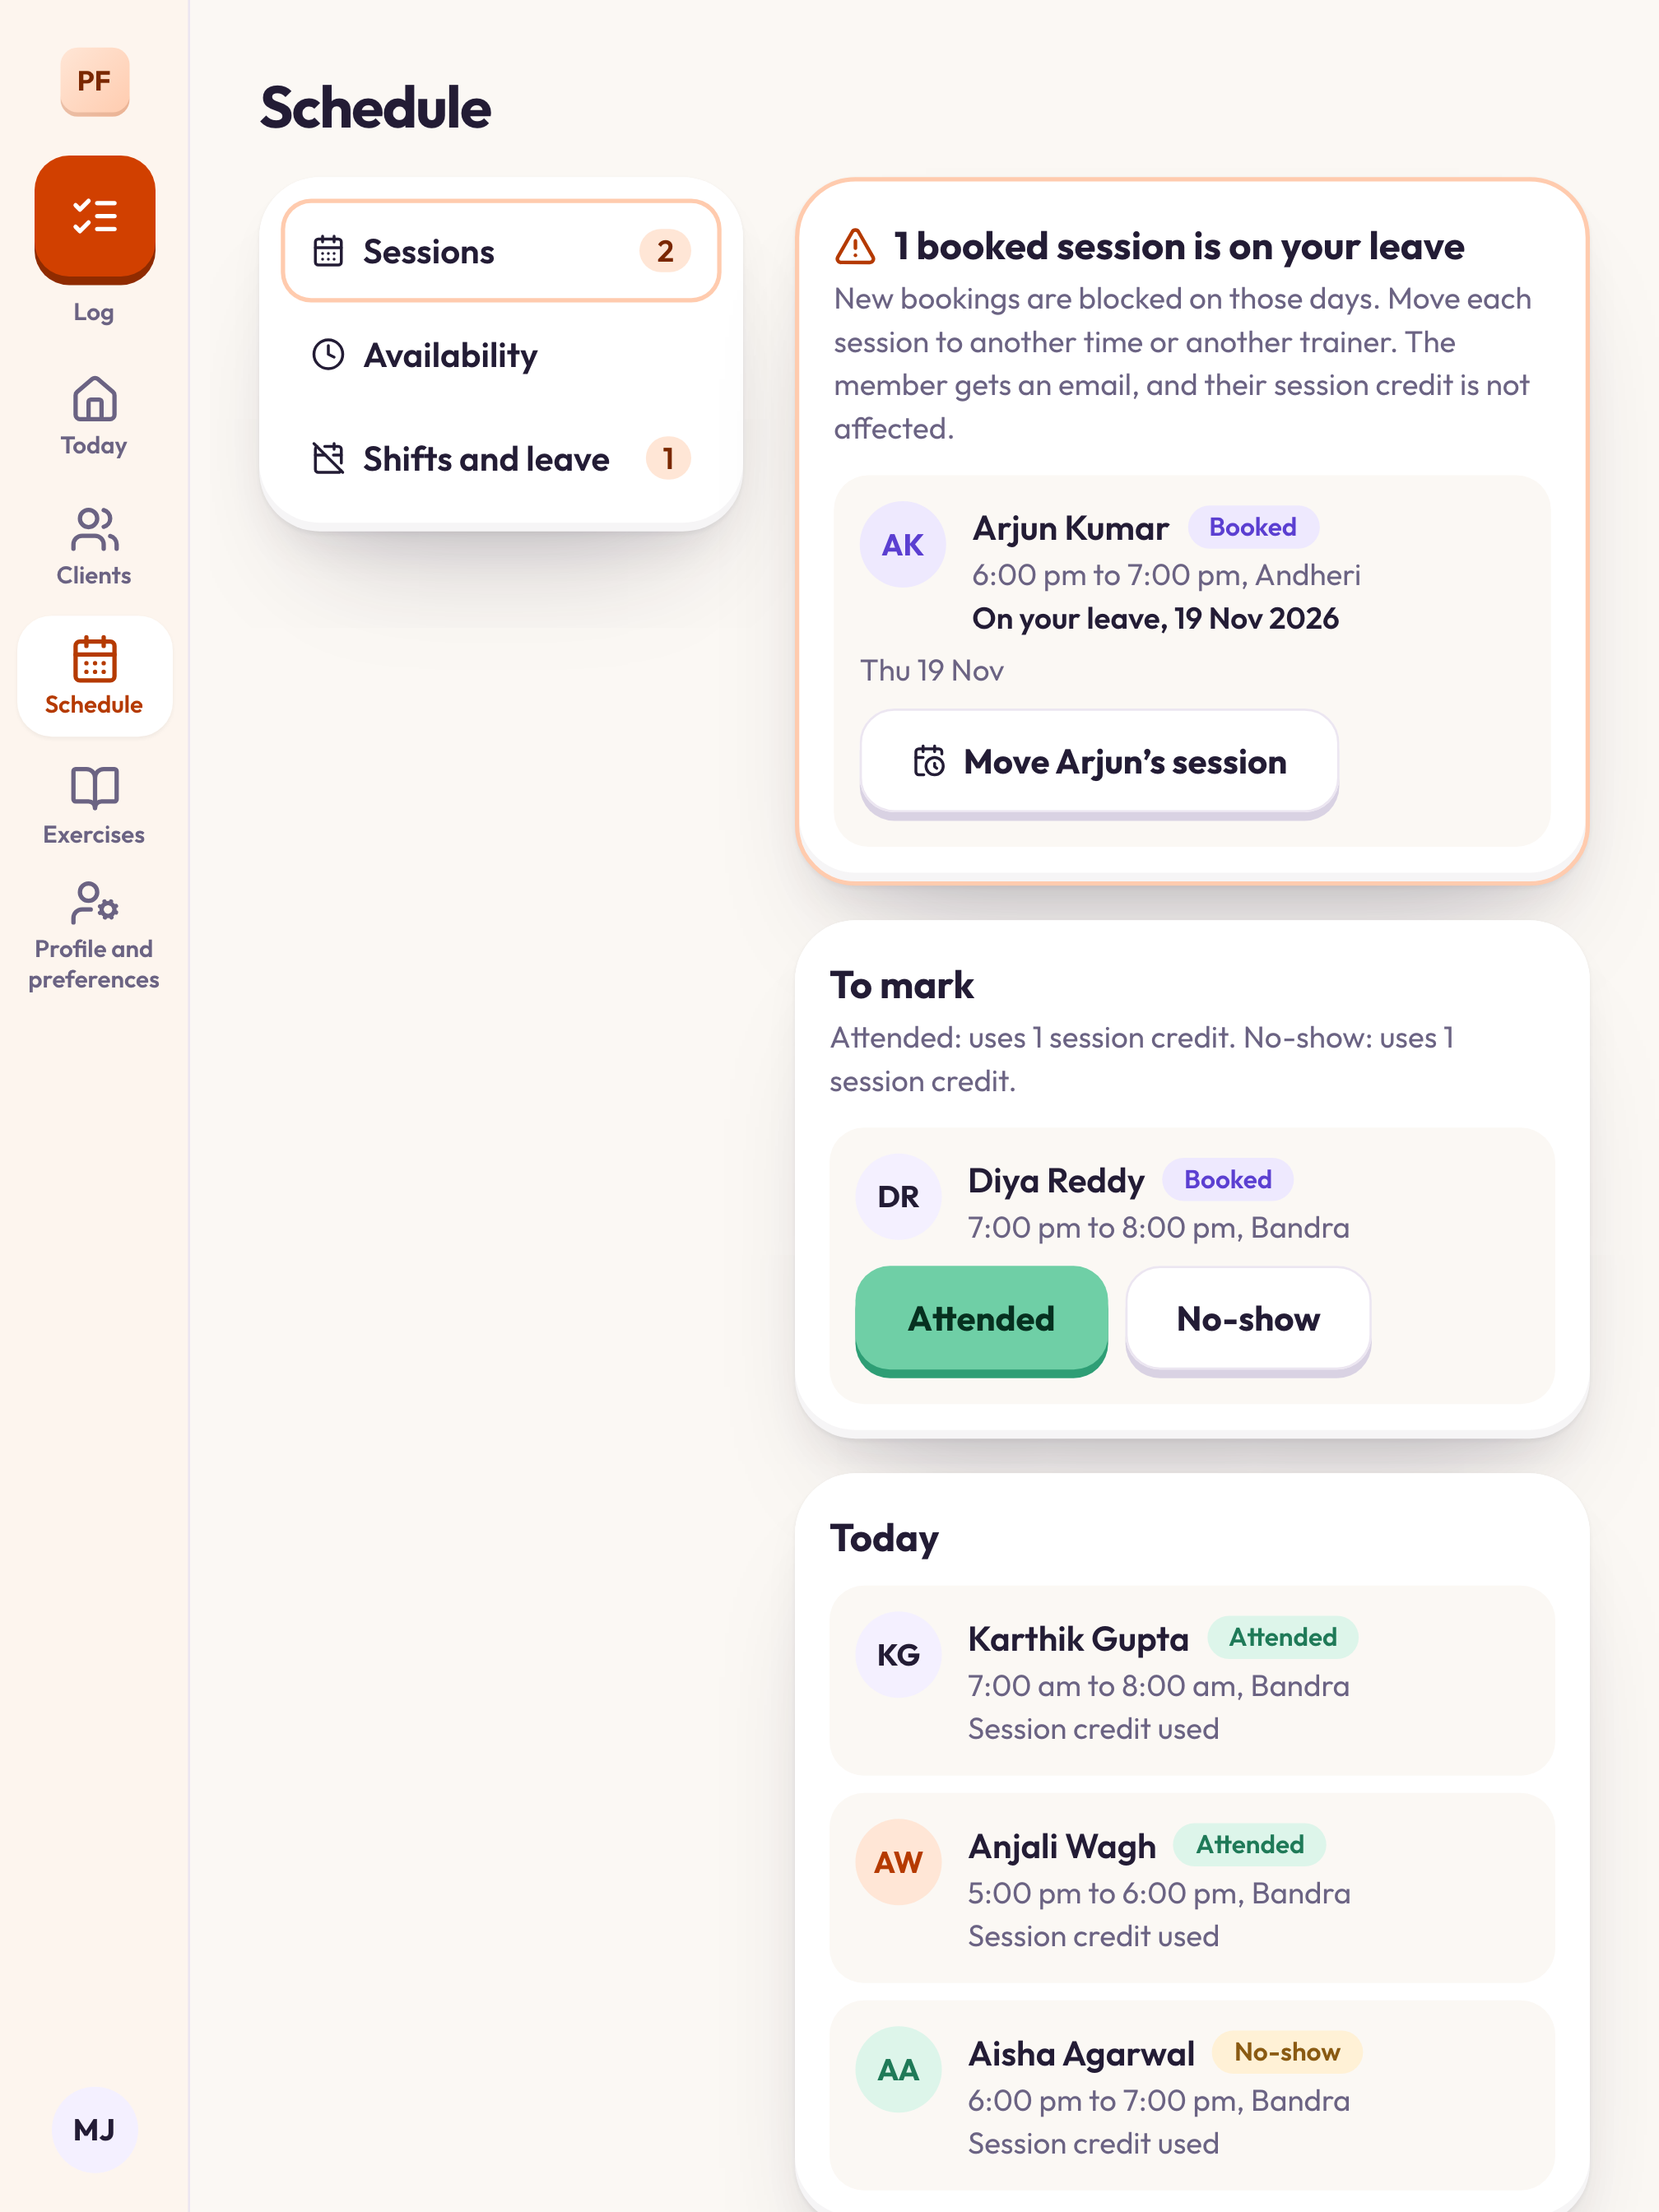 PF
Log
Today
Clients
Schedule
Exercises
Profile and
preferences
MJ
Schedule
Sessions 2
Availability
Shifts and leave 1
1 booked session is on your leave
New bookings are blocked on those days. Move each
session to another time or another trainer. The
member gets an email, and their session credit is not
affected.
AK
Arjun Kumar Booked
6:00 pm to 7:00 pm, Andheri
On your leave, 19 Nov 2026
Thu 19 Nov
Move Arjun’s session
To mark
Attended: uses 1 session credit. No-show: uses 1
session credit.
DR
Diya Reddy Booked
7:00 pm to 8:00 pm, Bandra
Attended No-show
Today
KG
Karthik Gupta Attended
7:00 am to 8:00 am, Bandra
Session credit used
AW
Anjali Wagh Attended
5:00 pm to 6:00 pm, Bandra
Session credit used
AA
Aisha Agarwal No-show
6:00 pm to 7:00 pm, Bandra
Session credit used